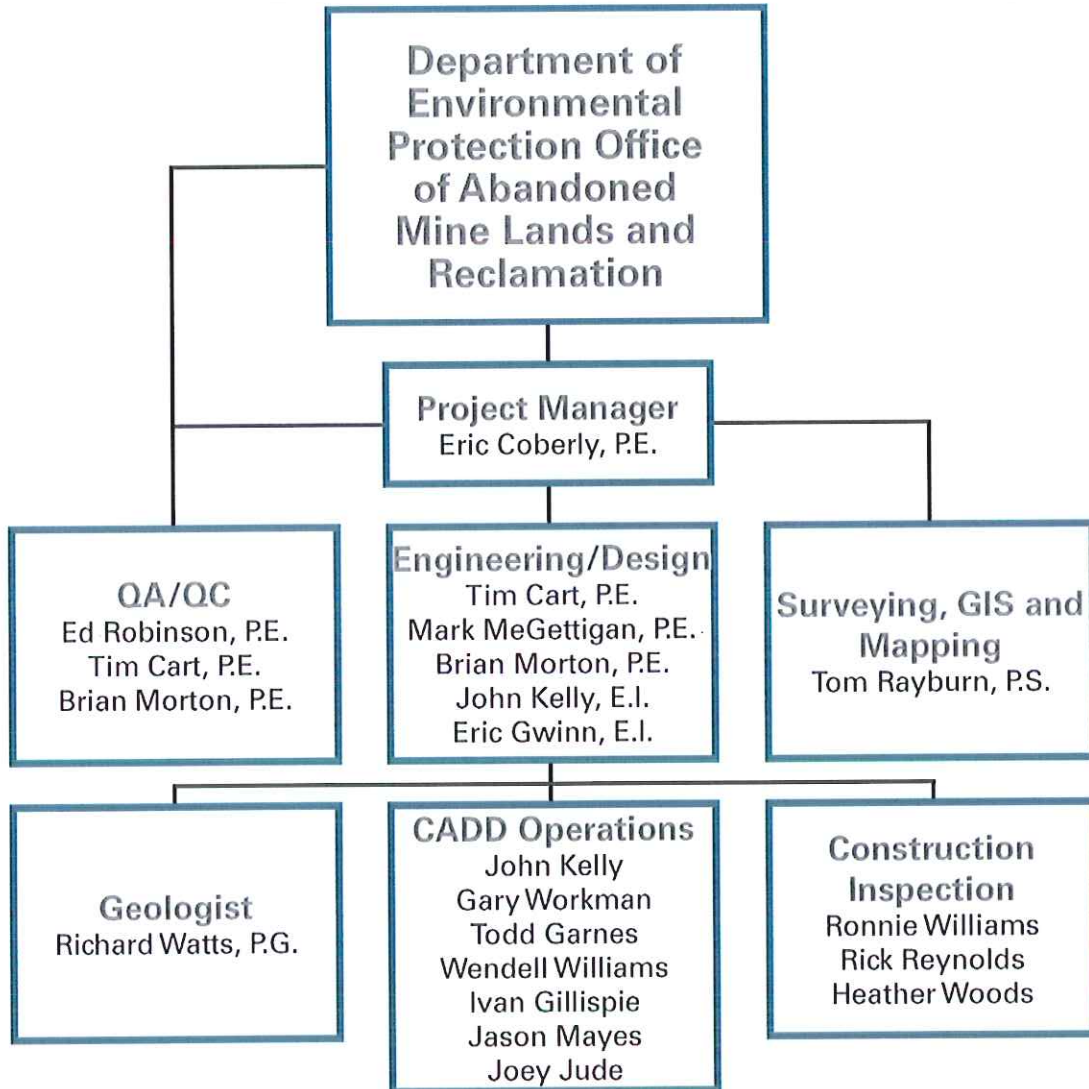 Department of
Environmental
Protection Office
of Abandoned
Mine Lands and
Reclamation
Project Manager
Eric Coberly, P.E.
QA/QC
Ed Robinson, P.E.
Tim Cart, P.E.
Brian Morton, P.E.
Engineering/Design
Tim Cart, P.E.
Mark MeGettigan, P.E.
Brian Morton, P.E.
John Kelly, E.I.
Eric Gwinn, E.I.
Surveying, GIS and
Mapping
Tom Rayburn, P.S.
Geologist
Richard Watts, P.G.
CADD Operations
John Kelly
Gary Workman
Todd Garnes
Wendell Williams
Ivan Gillispie
Jason Mayes
Joey Jude
Construction
Inspection
Ronnie Williams
Rick Reynolds
Heather Woods